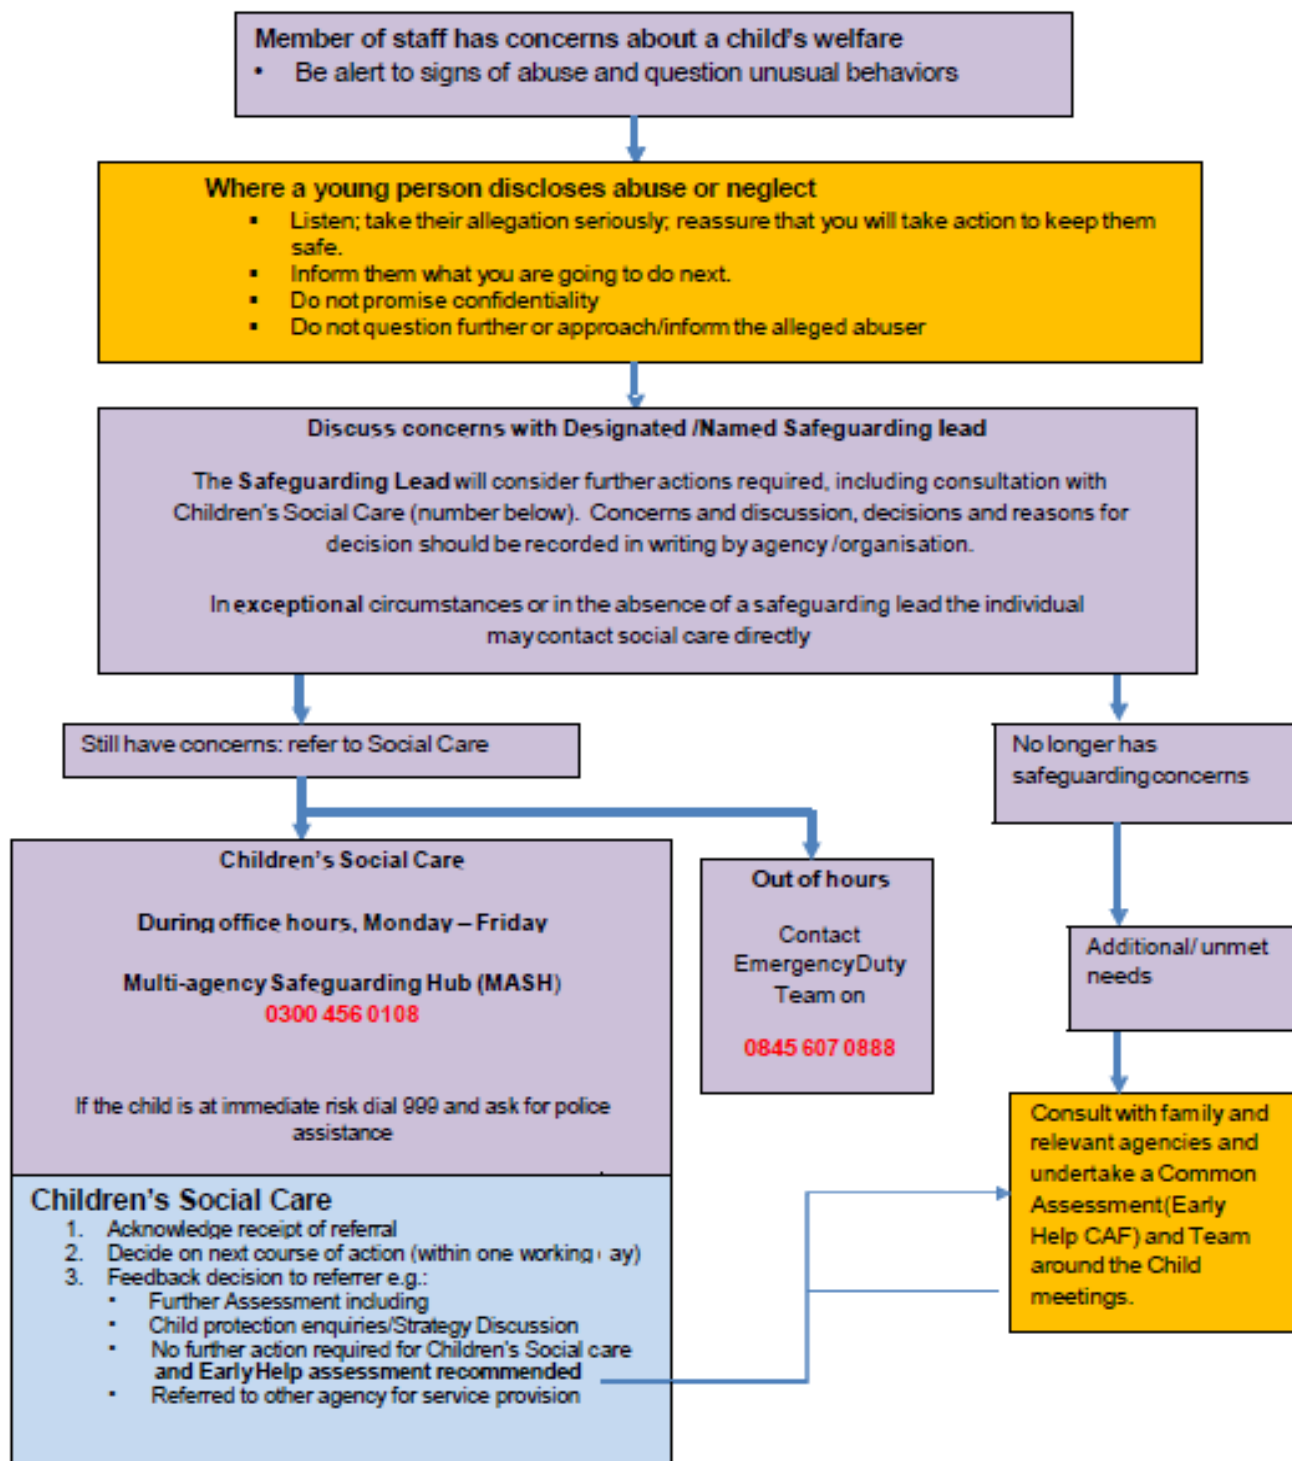 Member of staff has concerns about a child's welfare
• Be alert to signs of abuse and question unusual behaviors
Where a young person discloses abuse or neglect
▪ Listen; take their allegation seriously; reassure that you will take action to keep them
safe.
▪ Inform them what you are going to do next.
▪ Do not promise confidentiality
▪ Do not question further or approach/inform the alleged abuser
Discuss concerns with Designated /Named Safeguarding lead
The Safeguarding Lead will consider further actions required, including consultation with
Children's Social Care (number below). Concerns and discussion, decisions and reasons for
decision should be recorded in writing by agency /organisation.
In exceptional circumstances or in the absence of a safeguarding lead the individual
may contact social care directly
Still have concerns: refer to Social Care
No longer has
safeguarding concerns
Children's Social Care
During office hours, Monday – Friday
Multi-agency Safeguarding Hub (MASH)
0300 456 0108
If the child is at immediate risk dial 999 and ask for police
assistance
Out of hours
Contact
Emergency Duty
Team on
0845 607 0888
Additional/ unmet
needs
Consult with family and
relevant agencies and
undertake a Common
Assessment (Early
Help CAF) and Team
around the Child
meetings.
Children's Social Care
1. Acknowledge receipt of referral
2. Decide on next course of action (within one working ay)
3. Feedback decision to referrer e.g.:
• Further Assessment including
• Child protection enquiries/Strategy Discussion
• No further action required for Children's Social care
and Early Help assessment recommended
• Referred to other agency for service provision